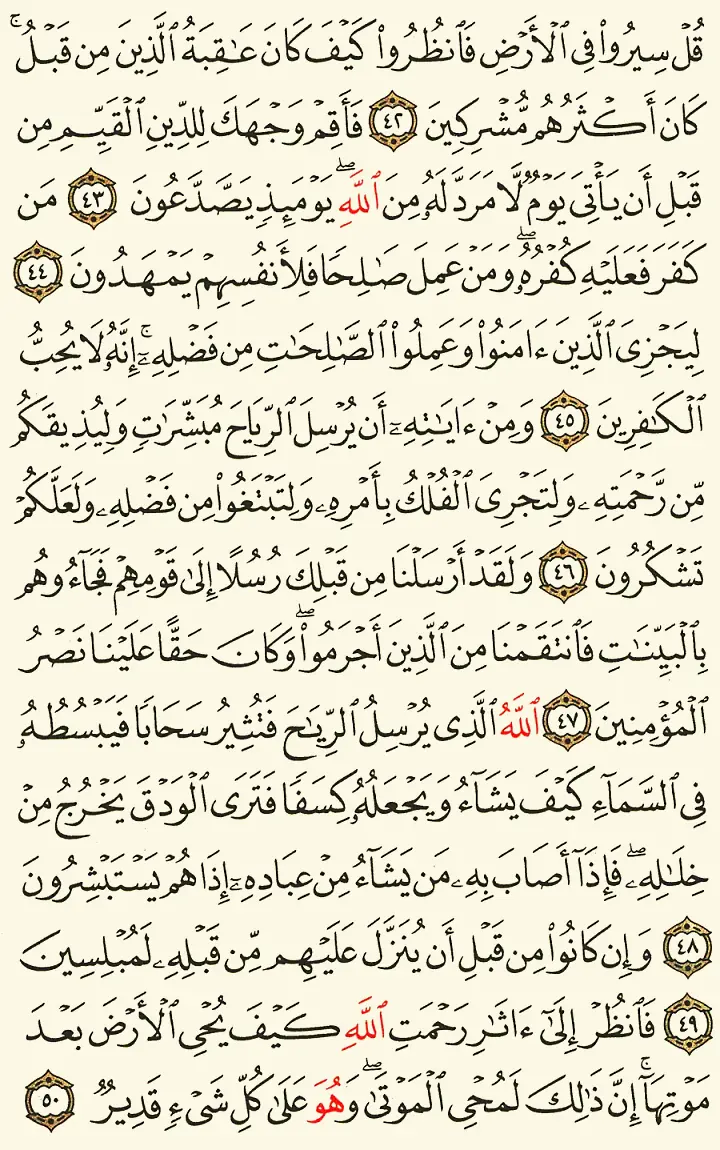 قُلۡ سِيرُواْ فِي ٱلۡأَرۡضِ فَٱنظُرُواْ كَيۡفَ كَانَ عَٰقِبَةُ ٱلَّذِينَ مِن قَبۡلُۚ
كَانَ أَكۡثَرُهُم مُّشۡرِكِينَ ٤٢ فَأَقِمۡ وَجۡهَكَ لِلدِّينِ ٱلۡقَيِّمِ مِن
قَبۡلِ أَن يَأۡتِيَ يَوۡمٞ لَّا مَرَدَّ لَهُۥ مِنَ ٱللَّهِۖ يَوۡمَئِذٖ يَصَّدَّعُونَ ٤٣ مَن
كَفَرَ فَعَلَيۡهِ كُفۡرُهُۥۖ وَمَنۡ عَمِلَ صَٰلِحٗا فَلِأَنفُسِهِمۡ يَمۡهَدُونَ ٤٤
لِيَجۡزِيَ ٱلَّذِينَ ءَامَنُواْ وَعَمِلُواْ ٱلصَّٰلِحَٰتِ مِن فَضۡلِهِۦٓۚ إِنَّهُۥ لَا يُحِبُّ
ٱلۡكَٰفِرِينَ ٤٥ وَمِنۡ ءَايَٰتِهِۦٓ أَن يُرۡسِلَ ٱلرِّيَاحَ مُبَشِّرَٰتٖ وَلِيُذِيقَكُم
مِّن رَّحۡمَتِهِۦ وَلِتَجۡرِيَ ٱلۡفُلۡكُ بِأَمۡرِهِۦ وَلِتَبۡتَغُواْ مِن فَضۡلِهِۦ وَلَعَلَّكُمۡ
تَشۡكُرُونَ ٤٦ وَلَقَدۡ أَرۡسَلۡنَا مِن قَبۡلِكَ رُسُلًا إِلَىٰ قَوۡمِهِمۡ فَجَآءُوهُم
بِٱلۡبَيِّنَٰتِ فَٱنتَقَمۡنَا مِنَ ٱلَّذِينَ أَجۡرَمُواْۖ وَكَانَ حَقًّا عَلَيۡنَا نَصۡرُ
ٱلۡمُؤۡمِنِينَ ٤٧ ٱللَّهُ ٱلَّذِي يُرۡسِلُ ٱلرِّيَٰحَ فَتُثِيرُ سَحَابٗا فَيَبۡسُطُهُۥ
فِي ٱلسَّمَآءِ كَيۡفَ يَشَآءُ وَيَجۡعَلُهُۥ كِسَفٗا فَتَرَى ٱلۡوَدۡقَ يَخۡرُجُ مِنۡ
خِلَٰلِهِۦۖ فَإِذَآ أَصَابَ بِهِۦ مَن يَشَآءُ مِنۡ عِبَادِهِۦٓ إِذَا هُمۡ يَسۡتَبۡشِرُونَ
٤٨ وَإِن كَانُواْ مِن قَبۡلِ أَن يُنَزَّلَ عَلَيۡهِم مِّن قَبۡلِهِۦ لَمُبۡلِسِينَ
٤٩ فَٱنظُرۡ إِلَىٰٓ ءَاثَٰرِ رَحۡمَتِ ٱللَّهِ كَيۡفَ يُحۡيِ ٱلۡأَرۡضَ بَعۡدَ
مَوۡتِهَآۚ إِنَّ ذَٰلِكَ لَمُحۡيِ ٱلۡمَوۡتَىٰۖ وَهُوَ عَلَىٰ كُلِّ شَيۡءٖ قَدِيرٞ ٥٠